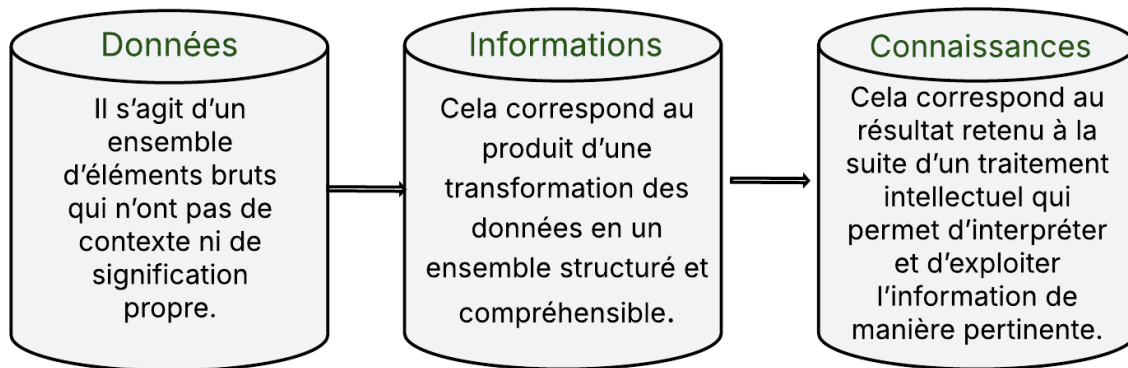 Données
Il s’agit d’un
ensemble
d’éléments bruts
qui n’ont pas de
contexte ni de
signification
propre.
Informations
Cela correspond au
produit d’une
transformation des
données en un
ensemble structuré et
compréhensible.
Connaissances
Cela correspond au
résultat retenu à la
suite d’un traitement
intellectuel qui
permet d’interpréter
et d’exploiter
l’information de
manière pertinente.